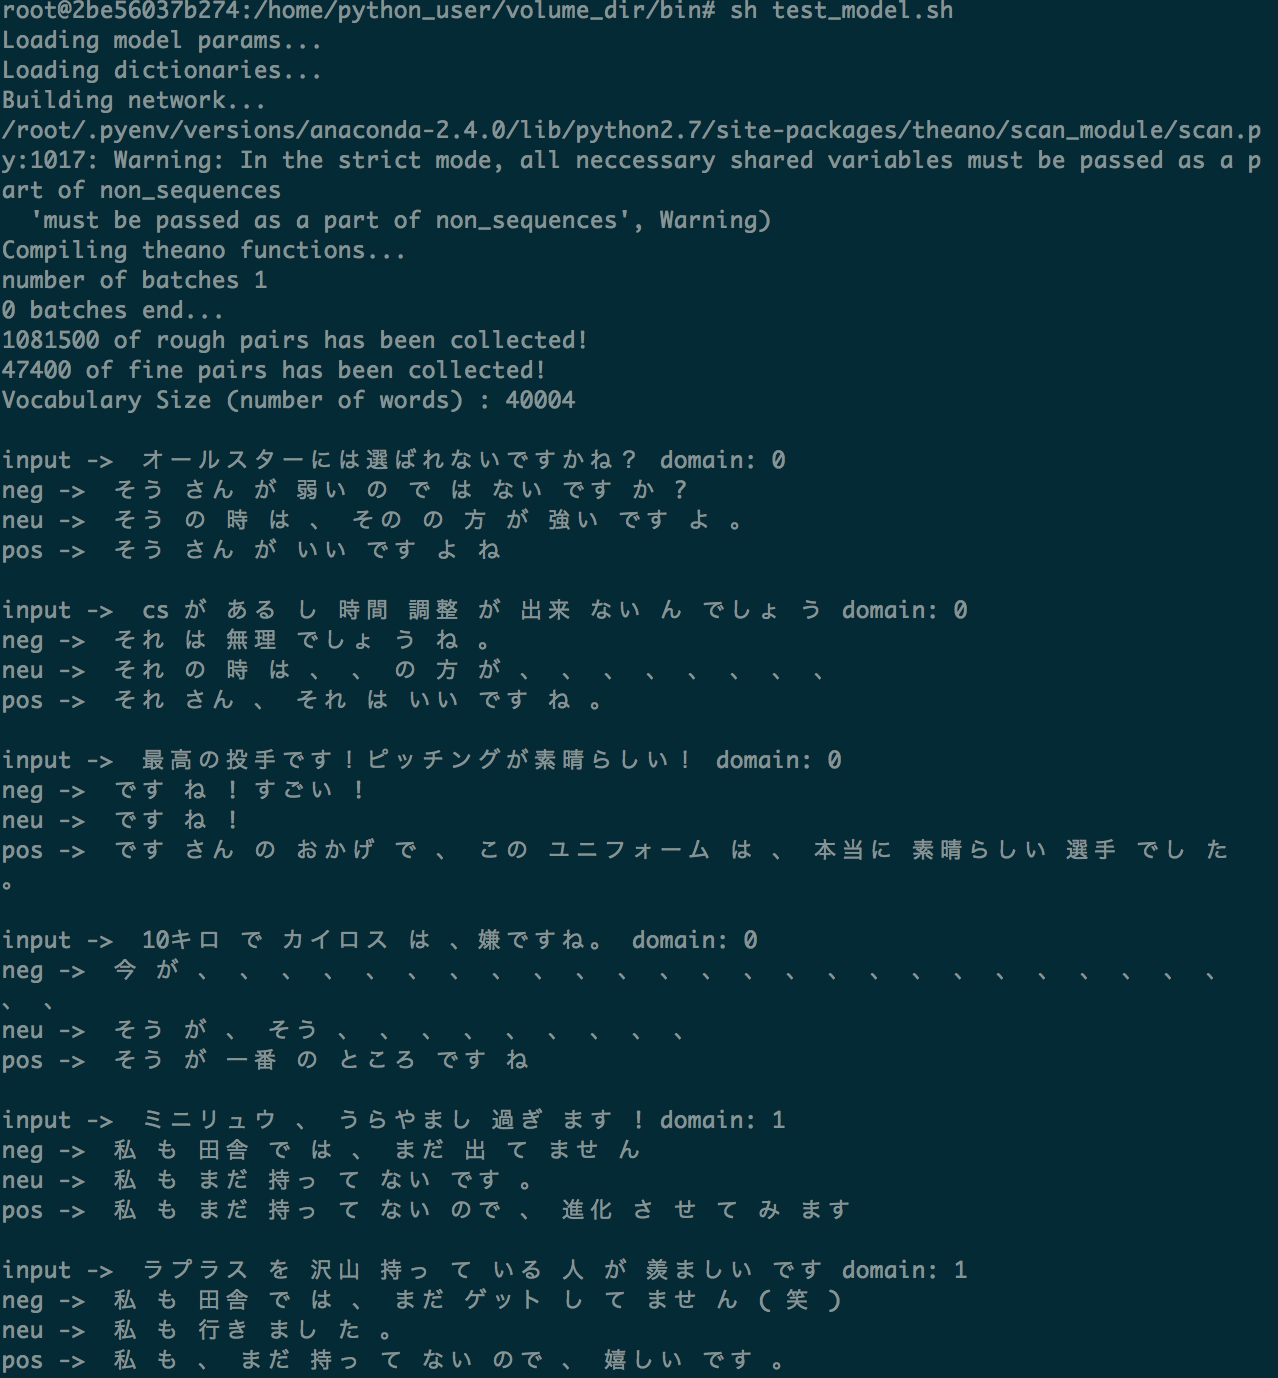 root@2be56037b274:/home/python_user/volume_dir/bin# sh test_model.sh
Loading model params...
Loading dictionaries...
Building network...
/root/.pyenv/versions/anaconda-2.4.0/lib/python2.7/site-packages/theano/scan_module/scan.p
y:1017: Warning: In the strict mode, all neccessary shared variables must be passed as a p
art of non_sequences
  'must be passed as a part of non_sequences', Warning)
Compiling theano functions...
number of batches 1
0 batches end...
1081500 of rough pairs has been collected!
47400 of fine pairs has been collected!
Vocabulary Size (number of words) : 40004
input ->  オールスターには選ばれないですかね？ domain: 0
neg ->  そう さん が 弱い の で は ない です か ?
neu ->  そう の 時 は 、 その の 方 が 強い です よ 。
pos ->  そう さん が いい です よ ね
input ->  cs が ある し 時間 調整 が 出来 ない ん でしょ う domain: 0
neg ->  それ は 無理 でしょ う ね 。
neu ->  それ の 時 は 、 、 の 方 が 、 、 、 、 、 、 、 、
pos ->  それ さん 、 それ は いい です ね 。
input ->  最高の投手です！ピッチングが素晴らしい！ domain: 0
neg ->  です ね ！すごい ！
neu ->  です ね ！
pos ->  です さん の おかげ で 、 この ユニフォーム は 、 本当に 素晴らしい 選手 でし た
。
input ->  10キロ で カイロス は 、嫌ですね。 domain: 0
neg ->  今 が 、 、 、 、 、 、 、 、 、 、 、 、 、 、 、 、 、 、 、 、 、 、 、 、 、
、 、
neu ->  そう が 、 そう 、 、 、 、 、 、 、 、 、
pos ->  そう が 一番 の ところ です ね
input ->  ミニリュウ 、 うらやまし 過ぎ ます ！domain: 1
neg ->  私 も 田舎 で は 、 まだ 出 て ませ ん
neu ->  私 も まだ 持っ て ない です 。
pos ->  私 も まだ 持っ て ない ので 、 進化 さ せ て み ます
input ->  ラプラス を 沢山 持っ て いる 人 が 羨ましい です domain: 1
neg ->  私 も 田舎 で は 、 まだ ゲット し て ませ ん ( 笑 )
neu ->  私 も 行き まし た 。
pos ->  私 も 、 まだ 持っ て ない ので 、 嬉しい です 。